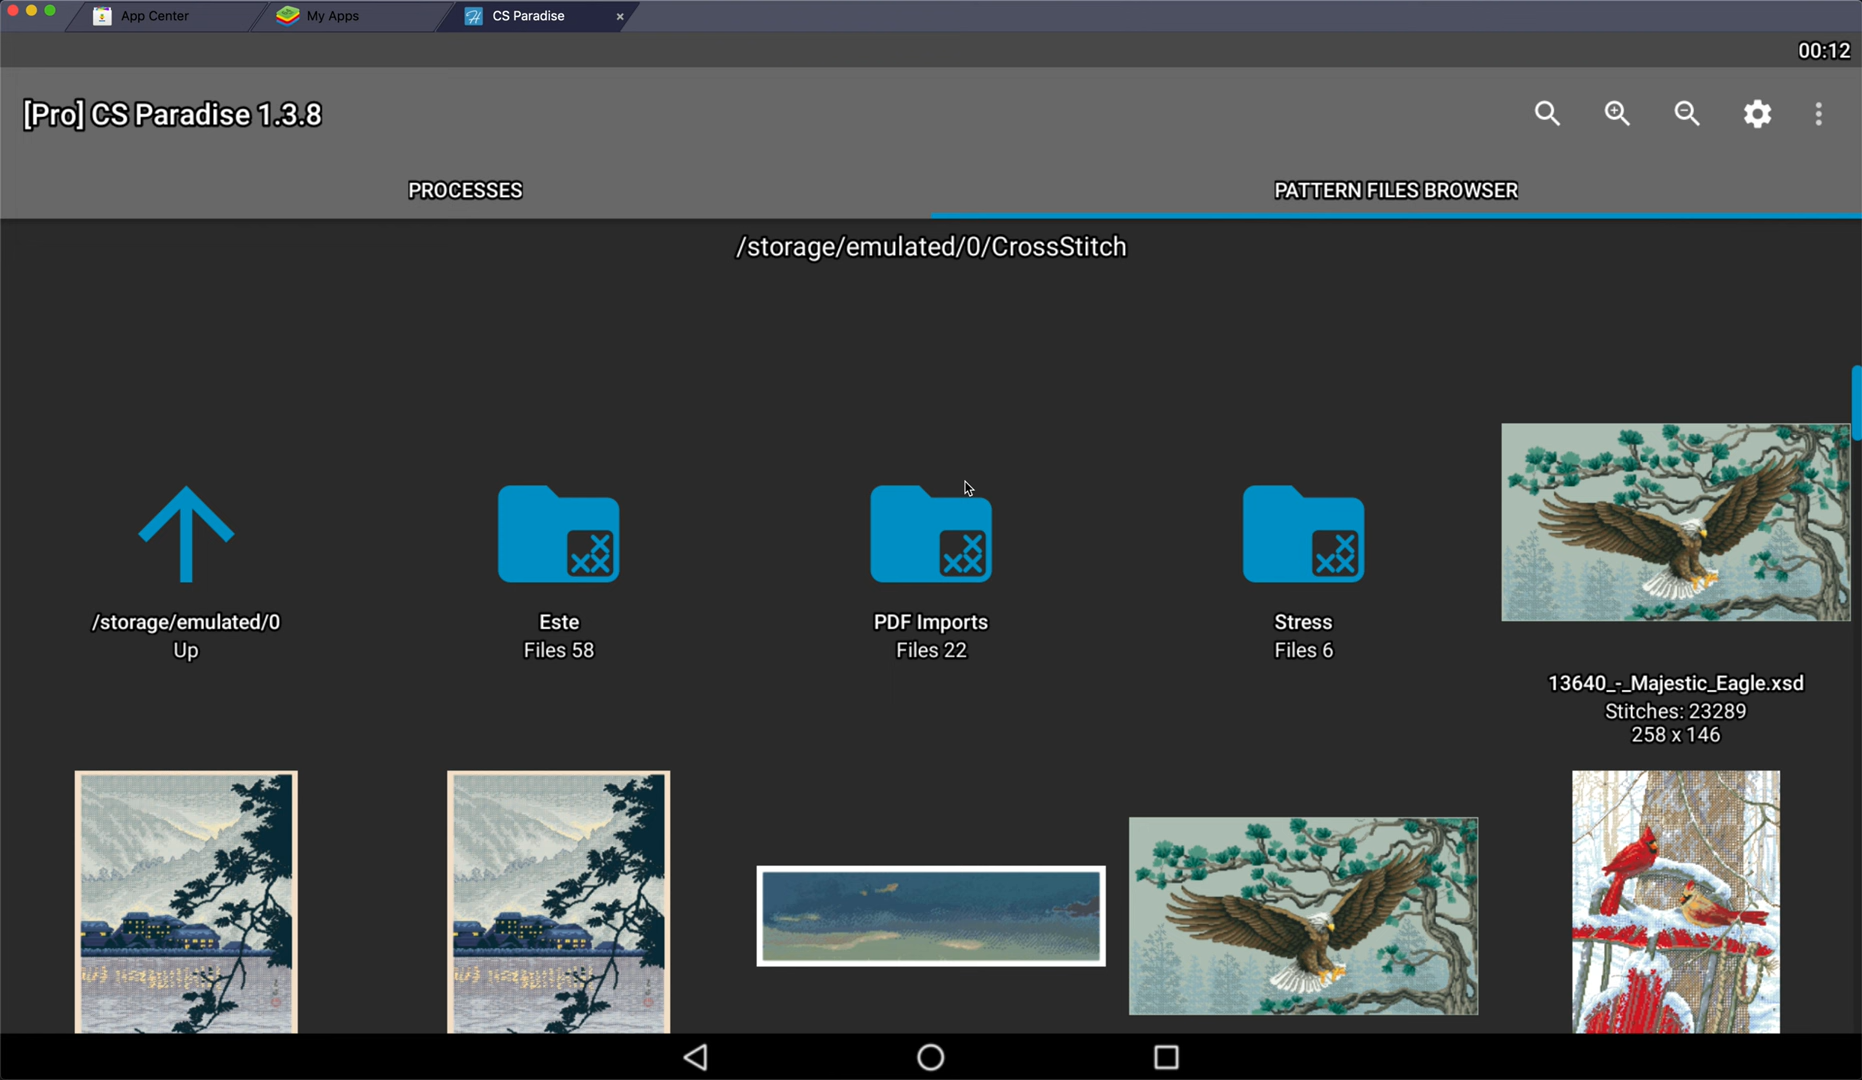 App Center
My Apps
CS Paradise
00:12
[Pro] CS Paradise 1.3.8
PROCESSES
PATTERN FILES BROWSER
/storage/emulated/0/CrossStitch
/storage/emulated/0
Up
Este
Files 58
PDF Imports
Files 22
Stress
Files 6
13640_-_Majestic_Eagle.xsd
Stitches: 23289
258 x 146